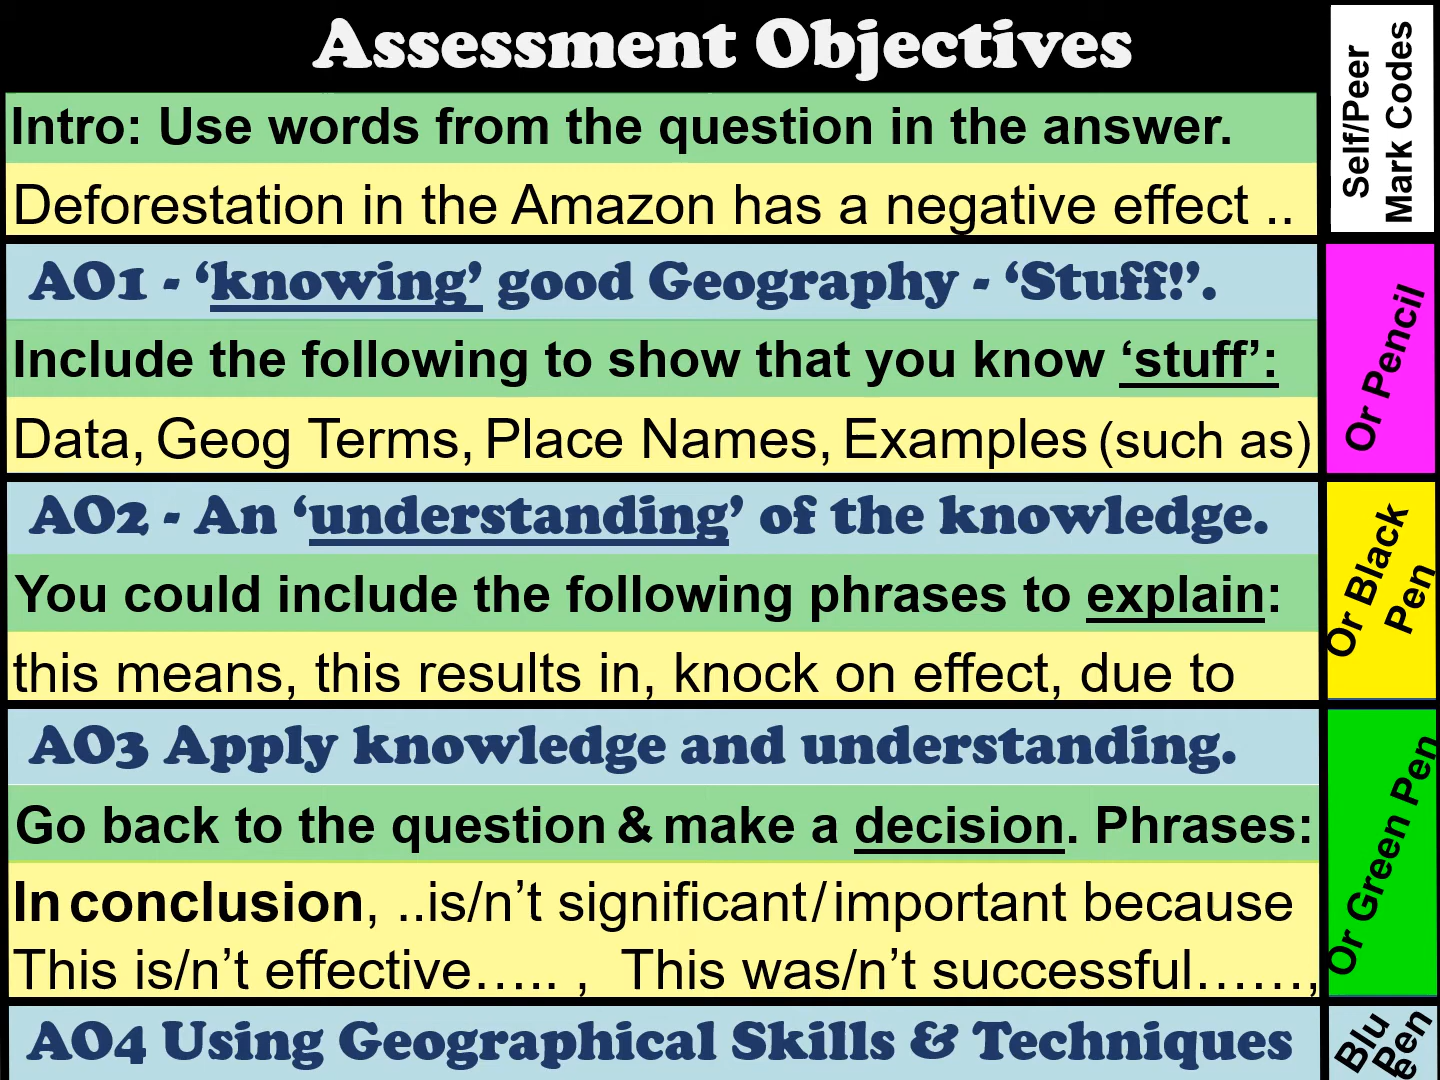 Assessment Objectives
Self/Peer
Mark Codes
Intro: Use words from the question in the answer.
Deforestation in the Amazon has a negative effect ..
AO1 - ‘knowing’ good Geography - ‘Stuff!’.
Include the following to show that you know ‘stuff’:
Data, Geog Terms, Place Names, Examples (such as)
Or Pencil
AO2 - An ‘understanding’ of the knowledge.
You could include the following phrases to explain:
this means, this results in, knock on effect, due to
Or Black
Pen
AO3 Apply knowledge and understanding.
Go back to the question & make a decision. Phrases:
In conclusion, ..is/n’t significant/important because
This is/n’t effective….. , This was/n’t successful……,
Or Green Pen
AO4 Using Geographical Skills & Techniques
Blu
e
Pen